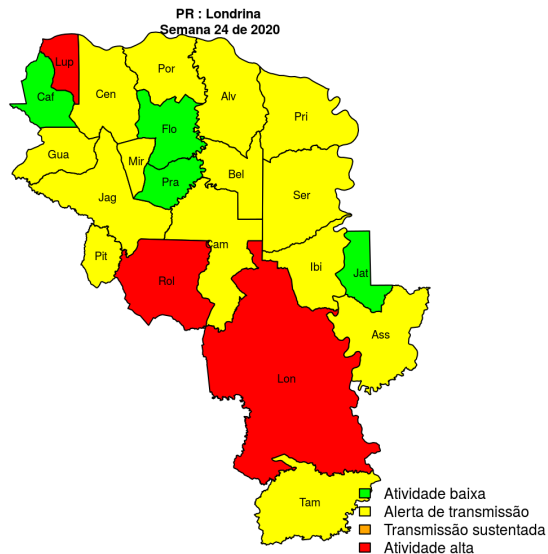 PR : Londrina
Semana 24 de 2020
Lup
Por
Cen
Alv
Caf
Pri
Flo
Gua
Mir
Bel
Pra
Ser
Jag
Cam
Pit
Ibi
Jat
Rol
Ass
Lon
Tam
Atividade baixa
Alerta de transmissão
Transmissão sustentada
Atividade alta